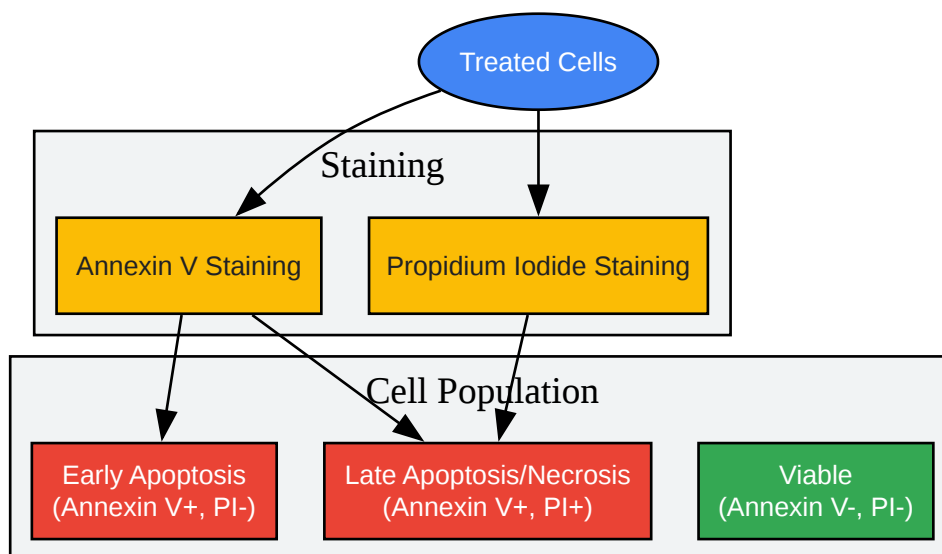 Treated Cells
Staining
Annexin V Staining
Propidium Iodide Staining
Cell Population
Early Apoptosis
(Annexin V+, PI-)
Late Apoptosis/Necrosis
(Annexin V+, PI+)
Viable
(Annexin V-, PI-)